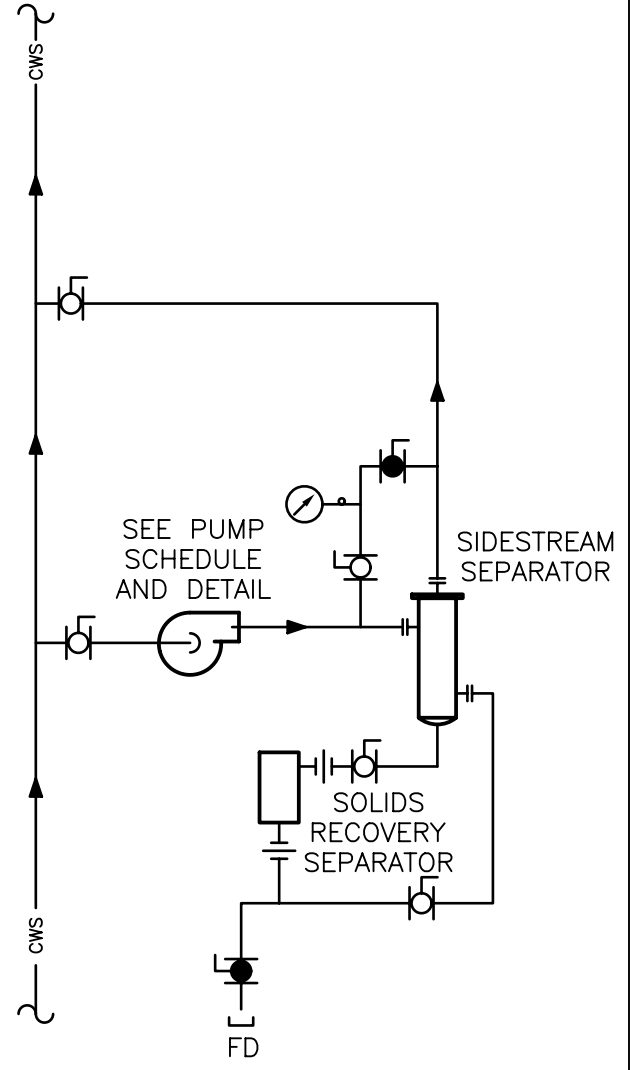 CWS
SEE PUMP
SCHEDULE
AND DETAIL
SIDESTREAM
SEPARATOR
SOLIDS
RECOVERY
SEPARATOR
CWS
FD